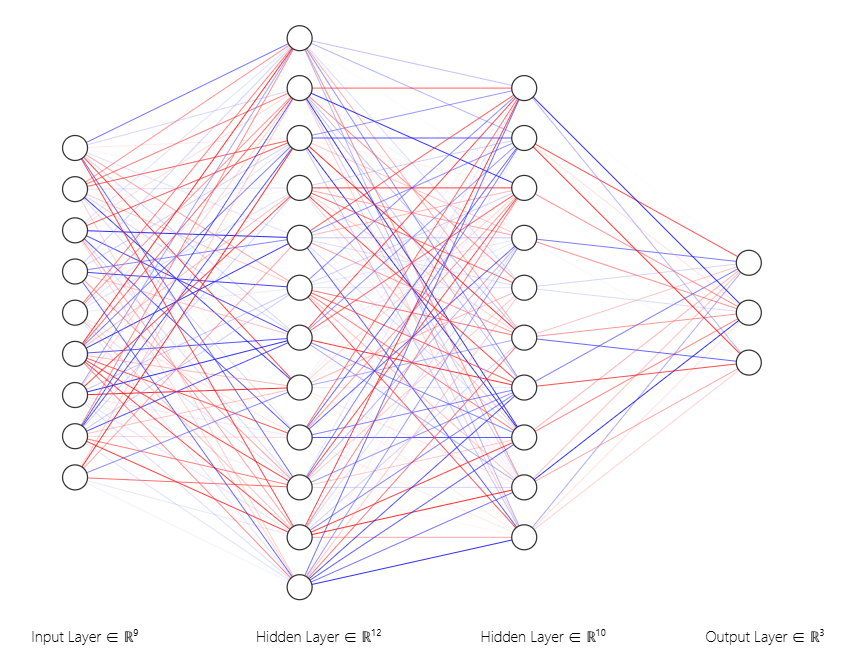 Input Layer ∈ ℝ⁹
Hidden Layer ∈ ℝ¹²
Hidden Layer ∈ ℝ¹⁰
Output Layer ∈ ℝ³